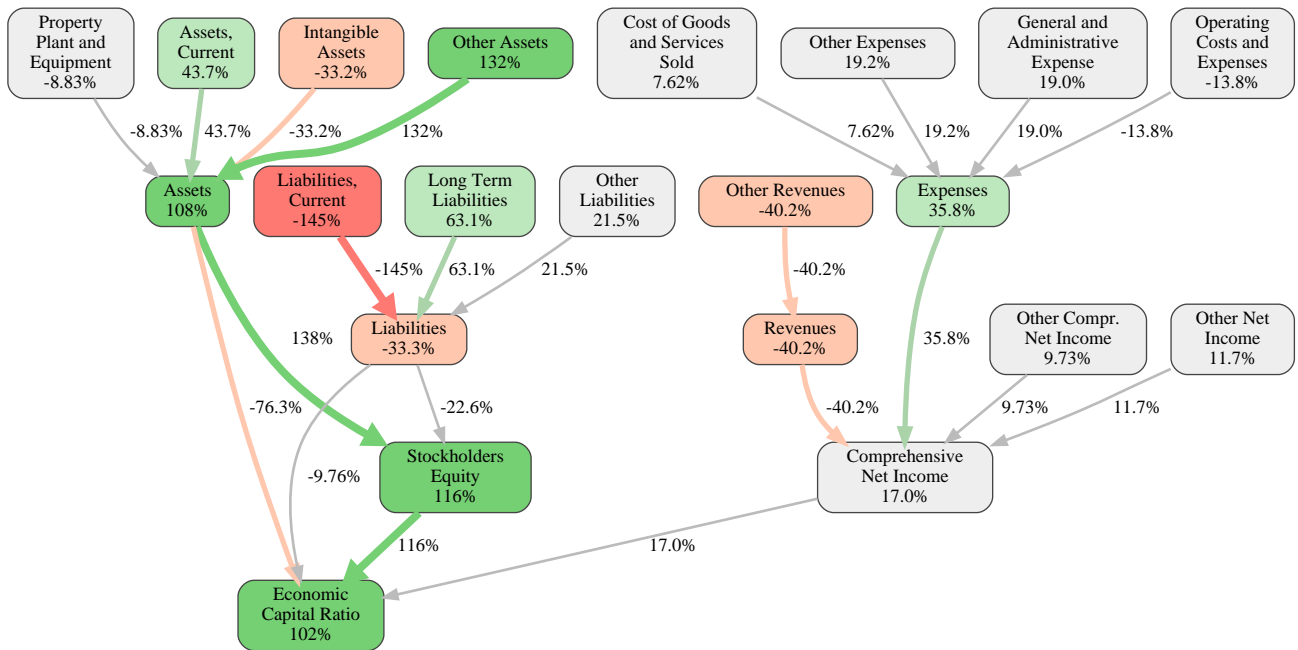 Property
Plant and
Equipment
-8.83%
Assets,
Current
43.7%
Intangible
Assets
-33.2%
Other Assets
132%
Cost of Goods
and Services
Sold
7.62%
Other Expenses
19.2%
General and
Administrative
Expense
19.0%
Operating
Costs and
Expenses
-13.8%
-8.83%
43.7%
-33.2%
132%
7.62%
19.2%
19.0%
-13.8%
Assets
108%
Liabilities,
Current
-145%
Long Term
Liabilities
63.1%
Other
Liabilities
21.5%
Other Revenues
-40.2%
Expenses
35.8%
-145%
63.1%
21.5%
-40.2%
138%
Liabilities
-33.3%
Revenues
-40.2%
35.8%
Other Compr.
Net Income
9.73%
Other Net
Income
11.7%
-76.3%
-22.6%
-40.2%
9.73%
11.7%
-9.76%
Stockholders
Equity
116%
Comprehensive
Net Income
17.0%
116%
17.0%
Economic
Capital Ratio
102%